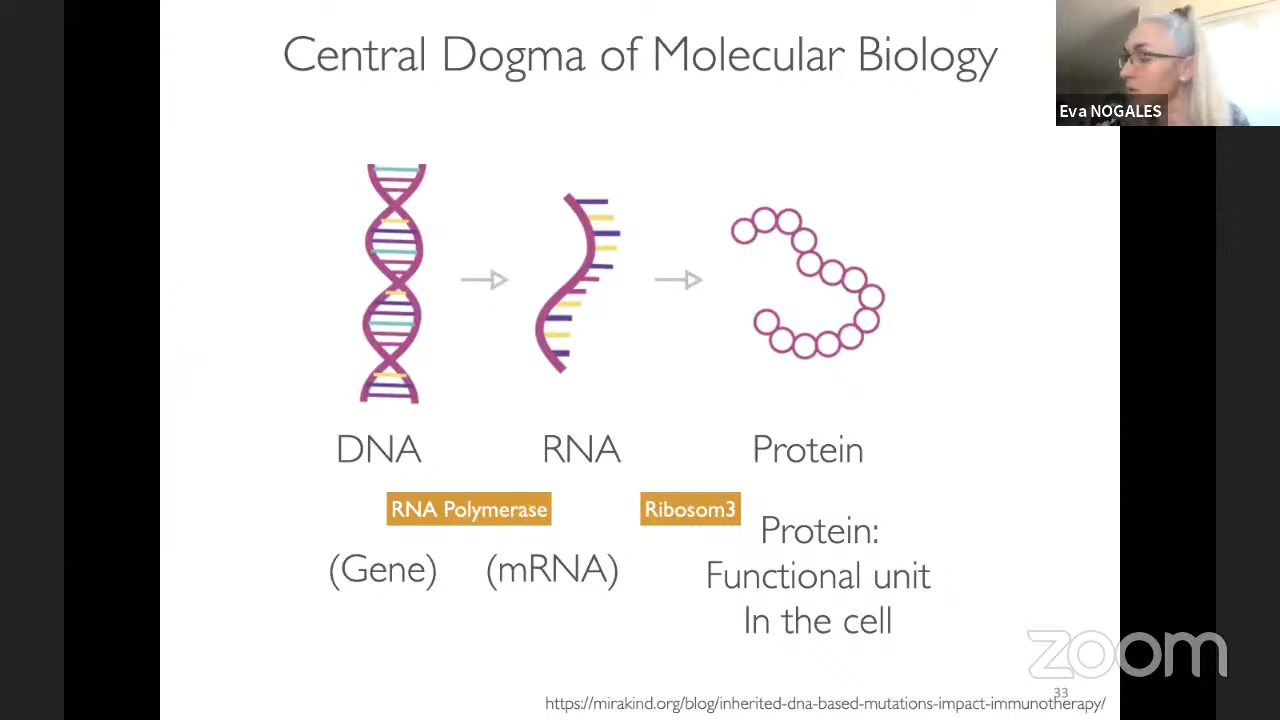 Central Dogma of Molecular Biology
Eva NOGALES
DNA
RNA
Protein
RNA Polymerase
Ribosom3
(Gene)
(mRNA)
Protein:
Functional unit
In the cell
zoom
33
https://mirakind.org/blog/inherited-dna-based-mutations-impact-immunotherapy/